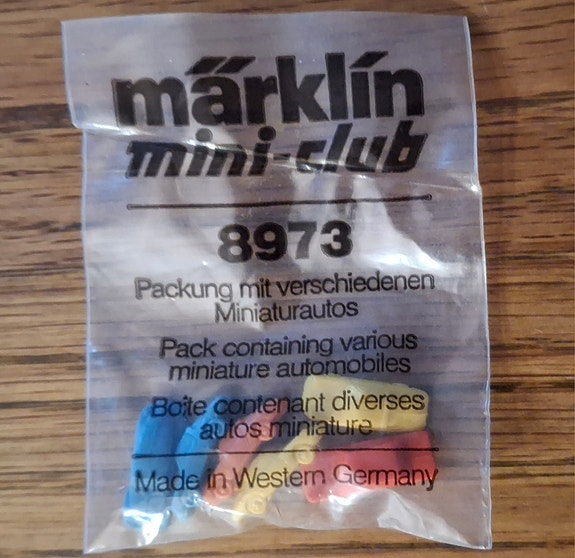 märklín
mini-club
8973
Packung mit verschiedenen
Miniaturautos
Pack containing various
miniature automobiles
Boîte contenant diverses
autos miniature
Made in Western Germany